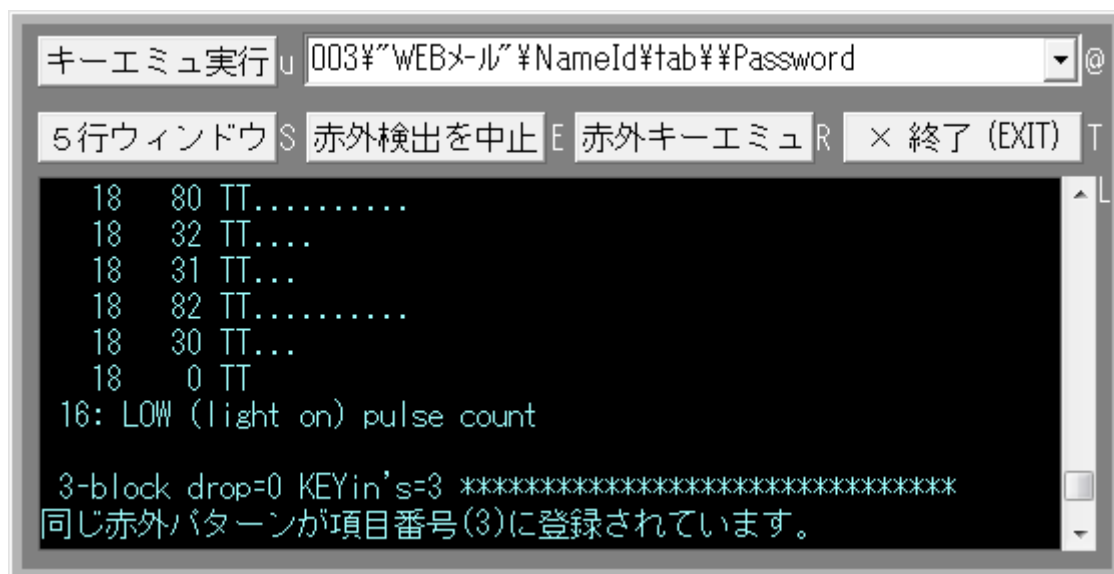 キーエミュ実行 u 003¥"WEBメール"¥NameId¥tab¥¥Password @
5行ウィンドウ S 赤外検出を中止 E 赤外キーエミュ R × 終了 (EXIT) T
L
18 80 TT..........
18 32 TT....
18 31 TT...
18 82 TT..........
18 30 TT...
18 0 TT
16: LOW (light on) pulse count
3-block drop=0 KEYin's=3 *******************************
同じ赤外パターンが項目番号(3)に登録されています。